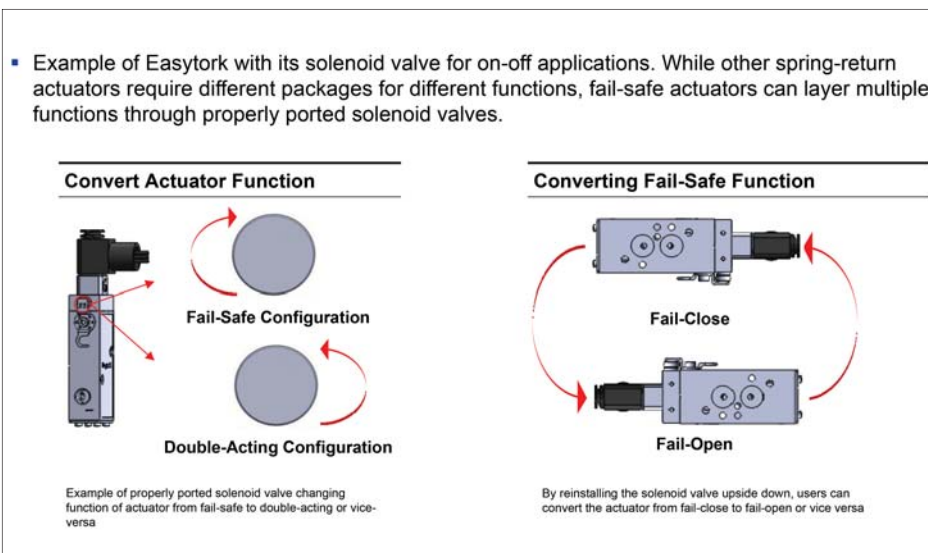 ▪ Example of Easytork with its solenoid valve for on-off applications. While other spring-return
actuators require different packages for different functions, fail-safe actuators can layer multiple
functions through properly ported solenoid valves.
Convert Actuator Function
Fail-Safe Configuration
Double-Acting Configuration
Example of properly ported solenoid valve changing
function of actuator from fail-safe to double-acting or vice-
versa
Converting Fail-Safe Function
Fail-Close
Fail-Open
By reinstalling the solenoid valve upside down, users can
convert the actuator from fail-close to fail-open or vice versa